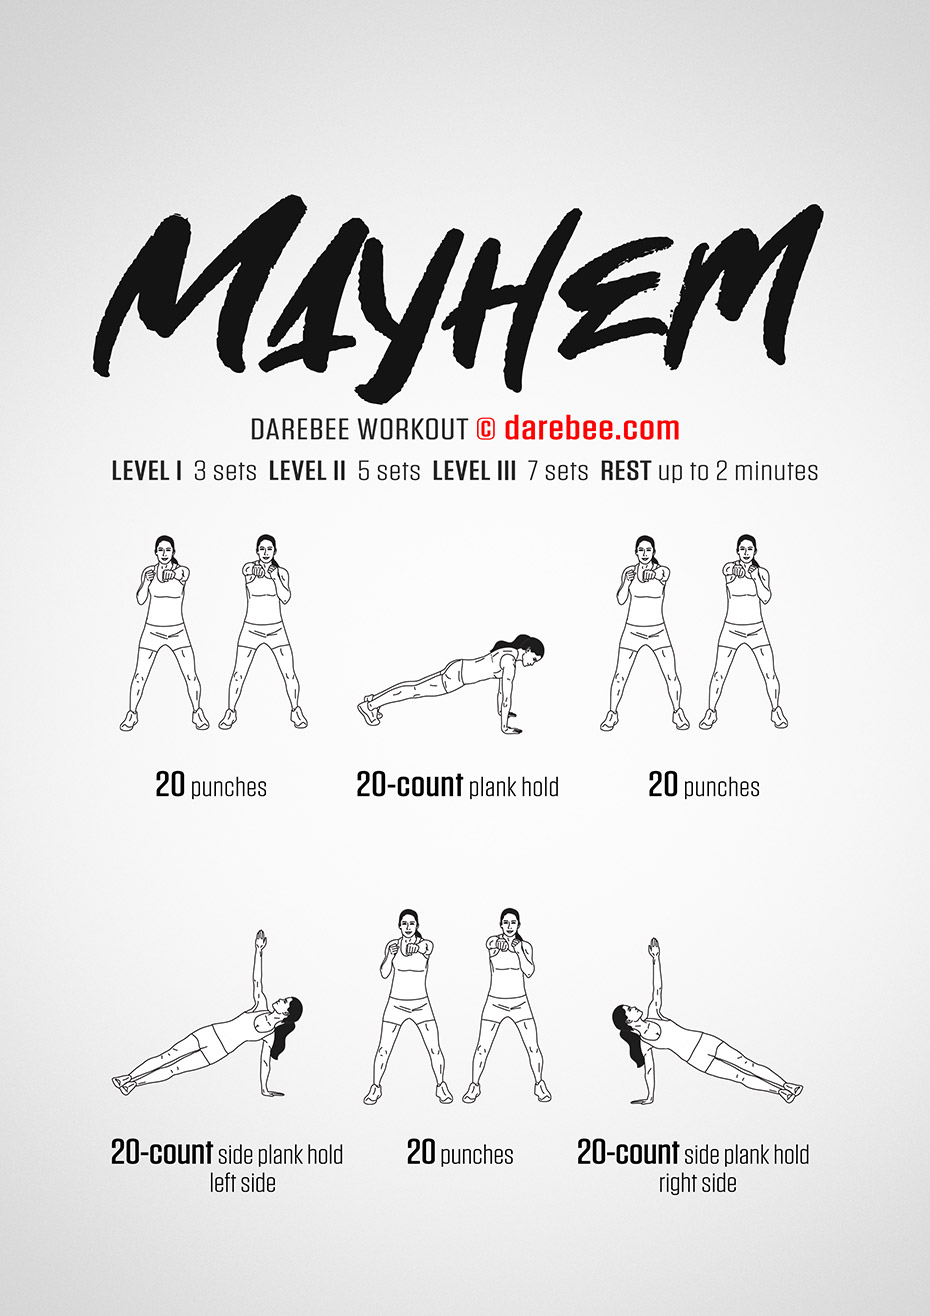 MAYHEM
DAREBEE WORKOUT © darebee.com
LEVEL I 3 sets LEVEL II 5 sets LEVEL III 7 sets REST up to 2 minutes
20 punches
20-count plank hold
20 punches
20-count side plank hold
left side
20 punches
20-count side plank hold
right side